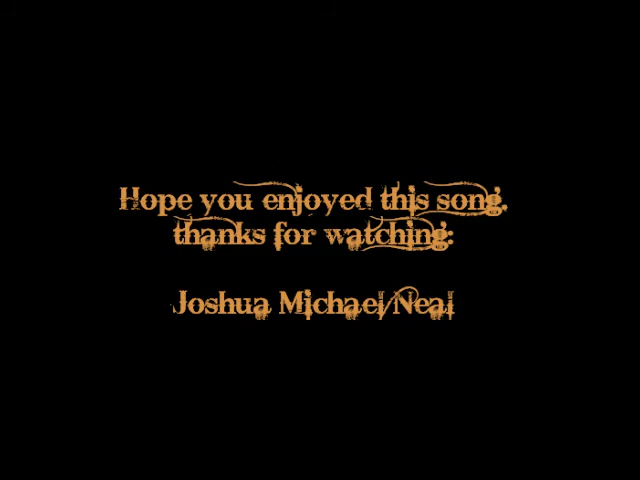 Hope you enjoyed this song,
thanks for watching:
Joshua Michael Neal